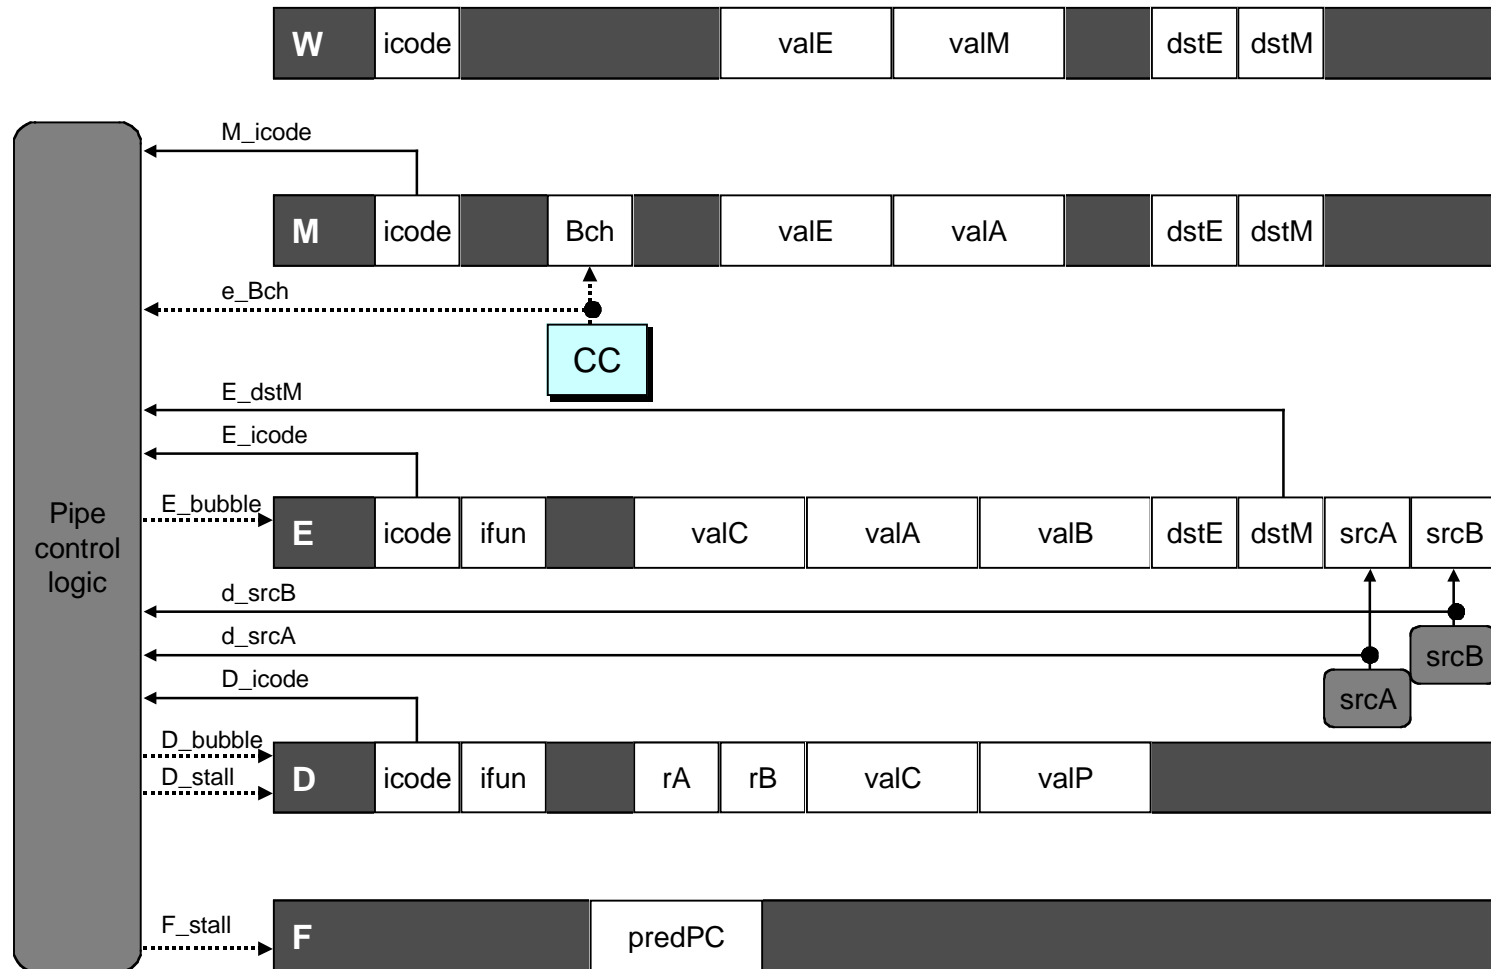 W icode valE valM dstE dstM
M_icode
M icode Bch valE valA dstE dstM
e_Bch
CC
E_dstM
E_icode
Pipe
control
logic
E_bubble
E icode ifun valC valA valB dstE dstM srcA srcB
d_srcB
d_srcA
srcB
D_icode
srcA
D_bubble
D_stall
D icode ifun rA rB valC valP
F_stall
F predPC